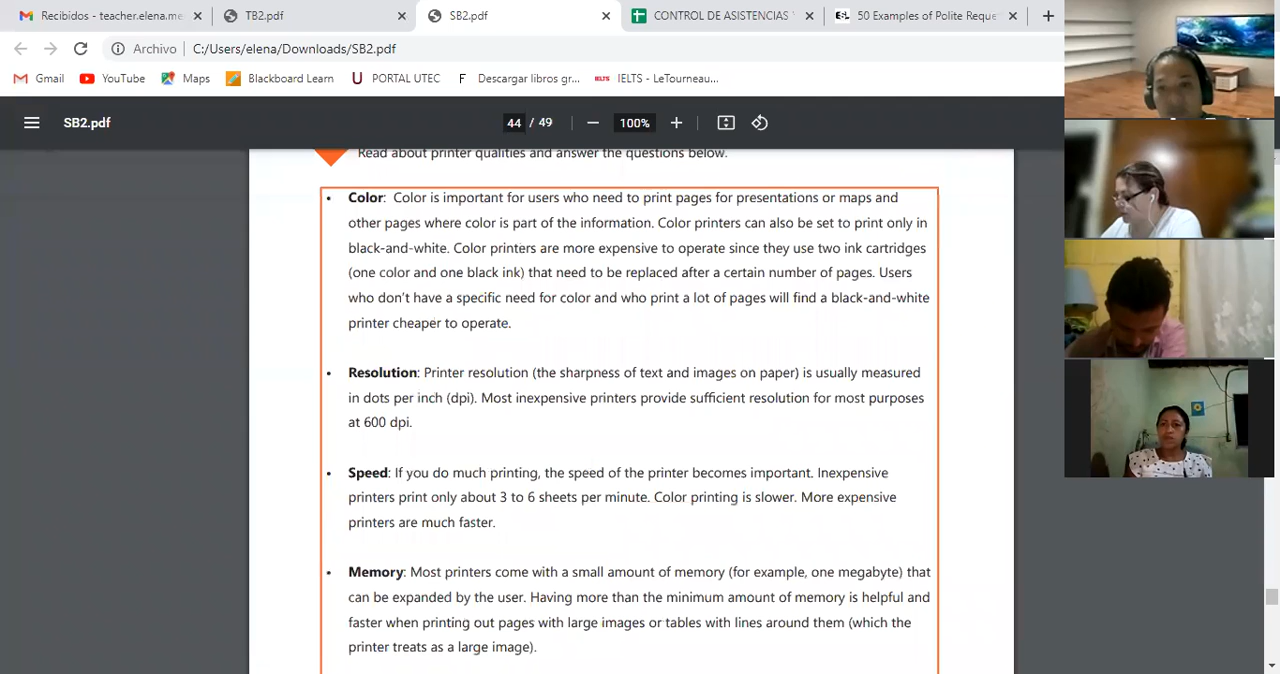 Recibidos - teacher.elena.me
TB2.pdf
SB2.pdf
CONTROL DE ASISTENCIAS
50 Examples of Polite Reque
Archivo
C:/Users/elena/Downloads/SB2.pdf
Gmail
YouTube
Maps
Blackboard Learn
PORTAL UTEC
Descargar libros gr...
IELTS - LeTourneau...
SB2.pdf
44 / 49
100%
Read about printer qualities and answer the questions below.
• Color: Color is important for users who need to print pages for presentations or maps and
other pages where color is part of the information. Color printers can also be set to print only in
black-and-white. Color printers are more expensive to operate since they use two ink cartridges
(one color and one black ink) that need to be replaced after a certain number of pages. Users
who don't have a specific need for color and who print a lot of pages will find a black-and-white
printer cheaper to operate.
• Resolution: Printer resolution (the sharpness of text and images on paper) is usually measured
in dots per inch (dpi). Most inexpensive printers provide sufficient resolution for most purposes
at 600 dpi.
• Speed: If you do much printing, the speed of the printer becomes important. Inexpensive
printers print only about 3 to 6 sheets per minute. Color printing is slower. More expensive
printers are much faster.
• Memory: Most printers come with a small amount of memory (for example, one megabyte) that
can be expanded by the user. Having more than the minimum amount of memory is helpful and
faster when printing out pages with large images or tables with lines around them (which the
printer treats as a large image).